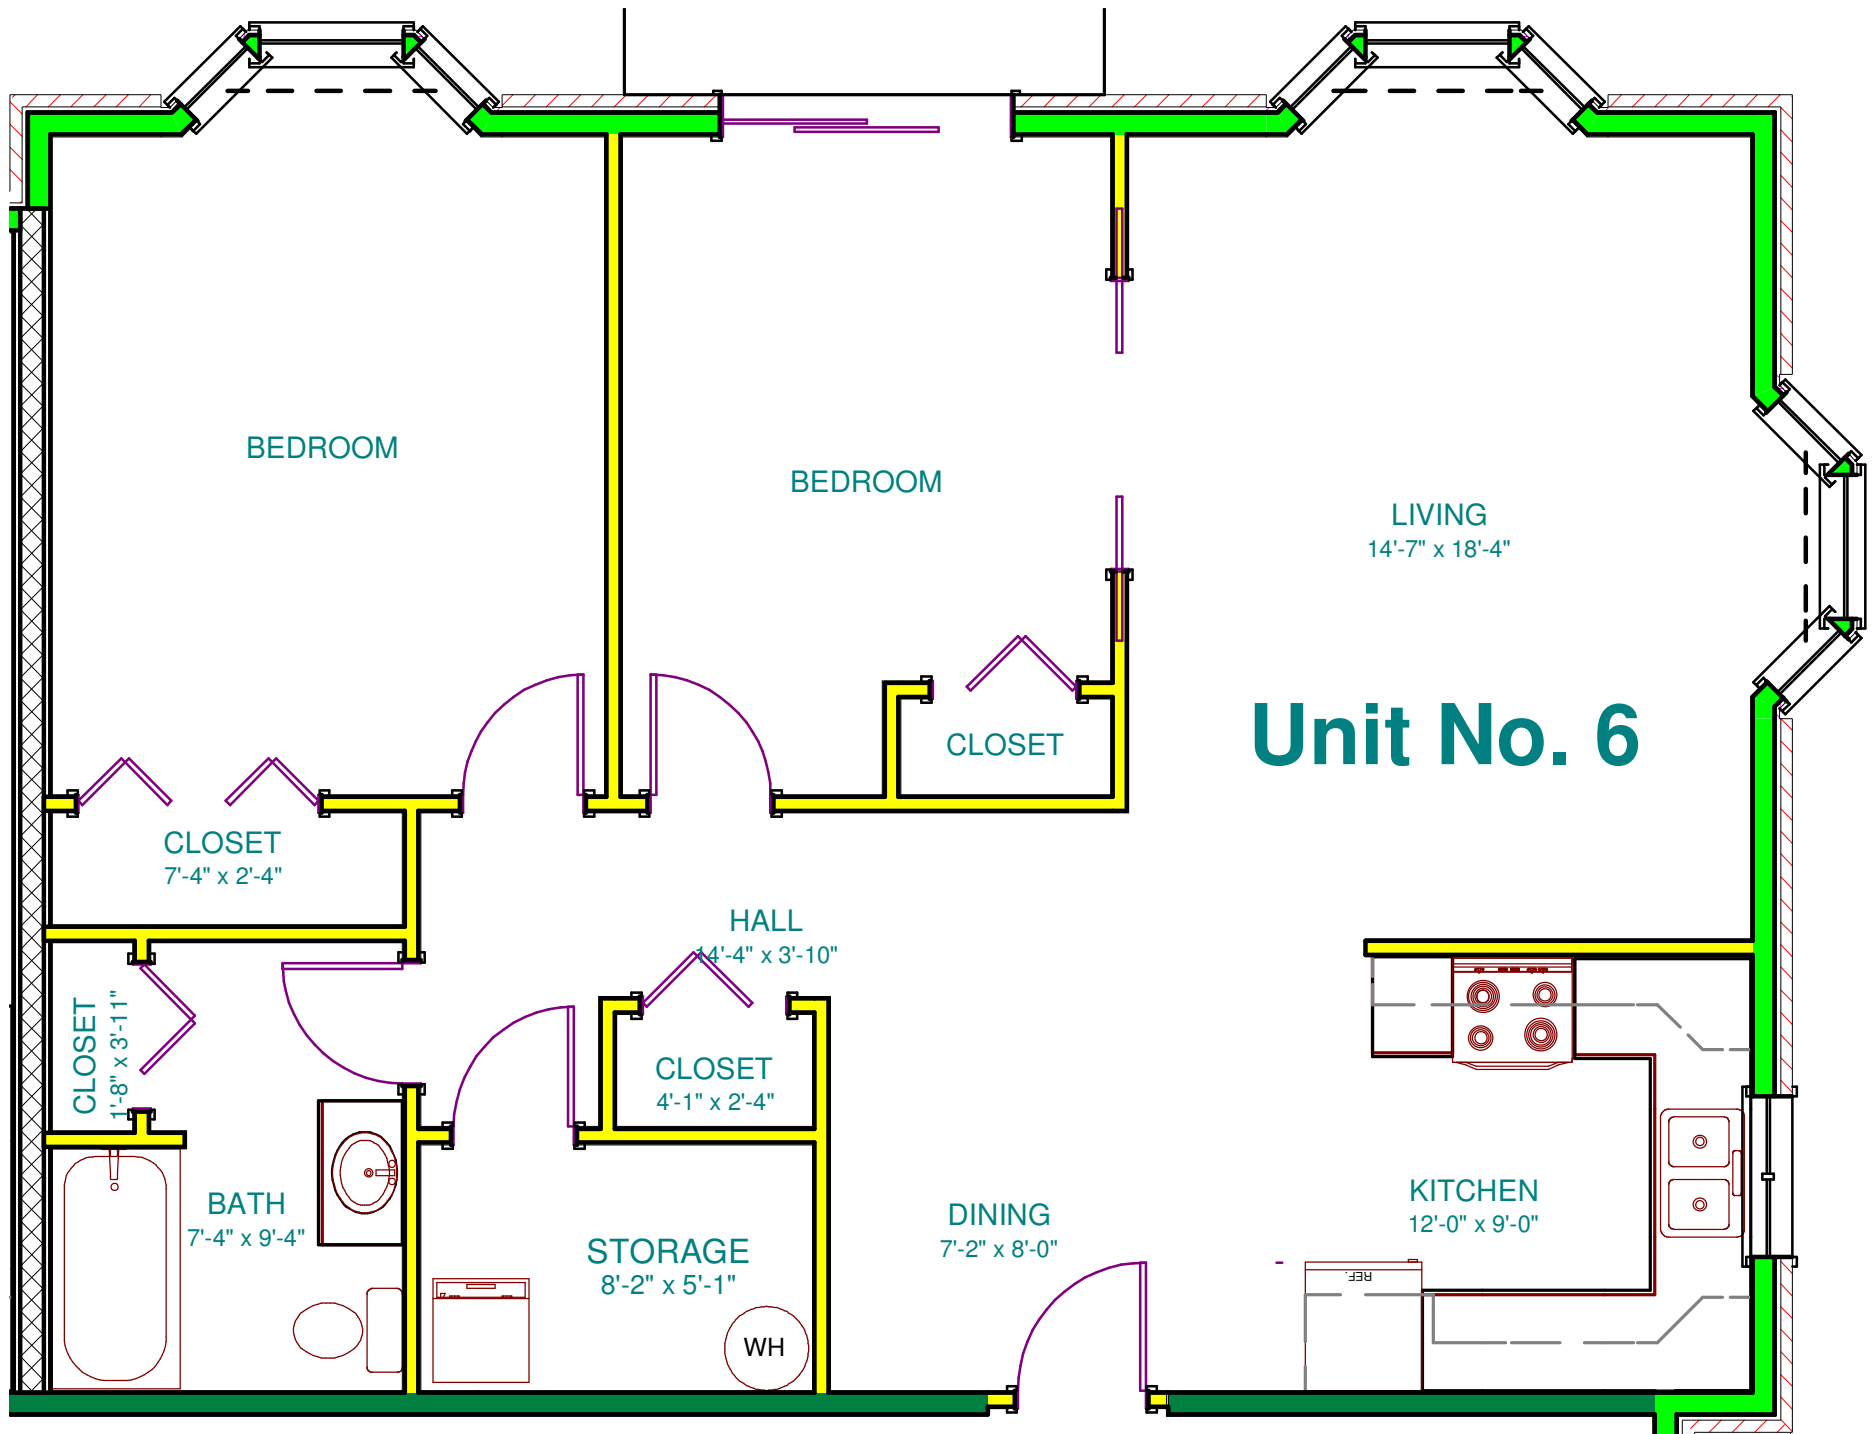 BEDROOM
BEDROOM
LIVING
14'-7" x 18'-4"
Unit No. 6
CLOSET
CLOSET
7'-4" x 2'-4"
HALL
14'-4" x 3'-10"
CLOSET
1'-8" x 3'-11"
CLOSET
4'-1" x 2'-4"
BATH
7'-4" x 9'-4"
STORAGE
8'-2" x 5'-1"
DINING
7'-2" x 8'-0"
KITCHEN
12'-0" x 9'-0"
REF.
WH